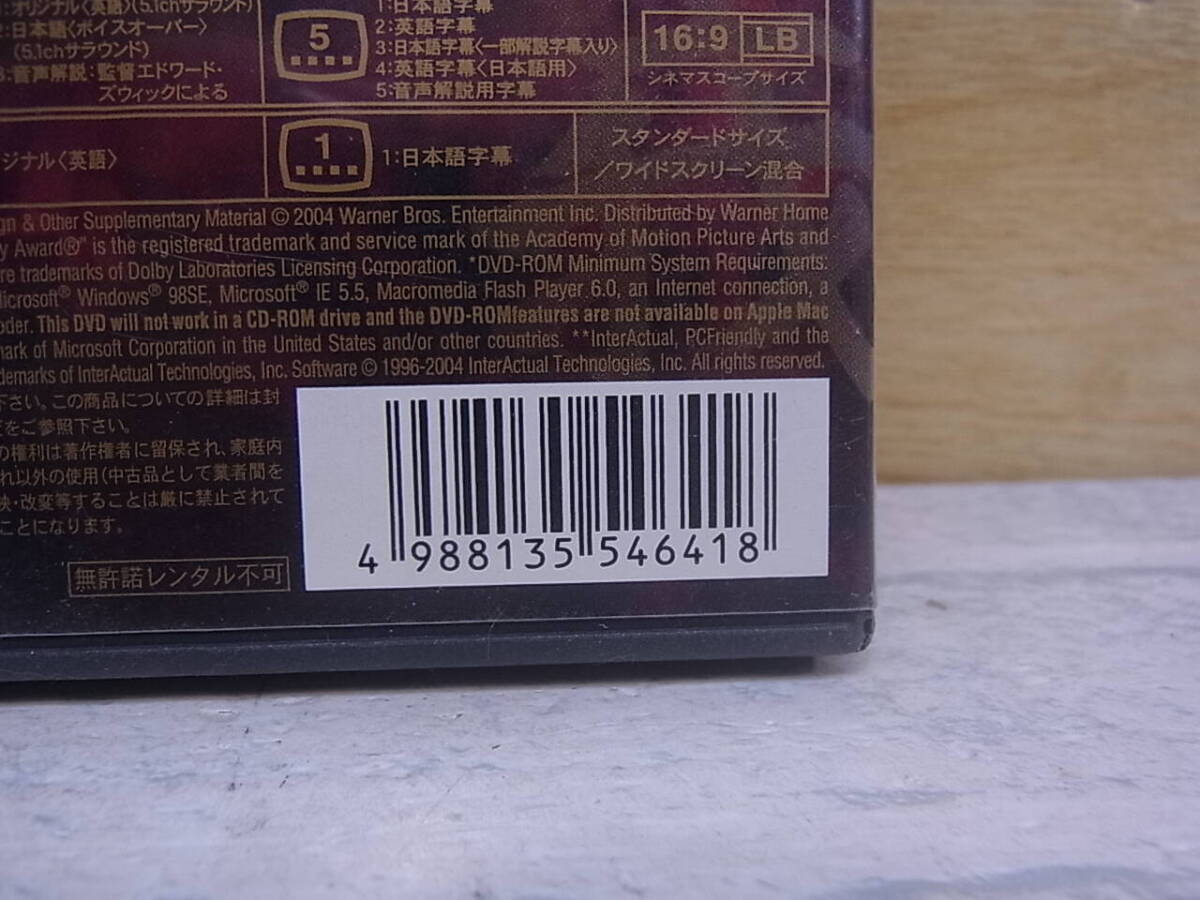 オリジナル〈英語〉(5.1chサラウンド)
2:日本語〈ボイスオーバー〉
(5.1chサラウンド)
3:音声解説:監督エドワード・
ズウィックによる
5
1:日本語字幕
2:英語字幕
3:日本語字幕〈一部解説字幕入り〉
4:英語字幕〈日本語用〉
5:音声解説用字幕
16:9 LB
シネマスコープサイズ
ジナル〈英語〉
1
1:日本語字幕
スタンダードサイズ
/ワイドスクリーン混合
gn & Other Supplementary Material © 2004 Warner Bros. Entertainment Inc. Distributed by Warner Home
y Award®" is the registered trademark and service mark of the Academy of Motion Picture Arts and
re trademarks of Dolby Laboratories Licensing Corporation. *DVD-ROM Minimum System Requirements:
Microsoft® Windows® 98SE, Microsoft® IE 5.5, Macromedia Flash Player 6.0, an Internet connection, a
oder. This DVD will not work in a CD-ROM drive and the DVD-ROMfeatures are not available on Apple Mac
mark of Microsoft Corporation in the United States and/or other countries. **InterActual, PCFriendly and the
demarks of InterActual Technologies, Inc. Software © 1996-2004 InterActual Technologies, Inc. All rights reserved.
下さい。この商品についての詳細は封
をご参照下さい。
の権利は著作権者に留保され、家庭内
れ以外の使用(中古品として業者間を
映・改変等することは厳に禁止されて
ことになります。
無許諾レンタル不可
4 988135 546418